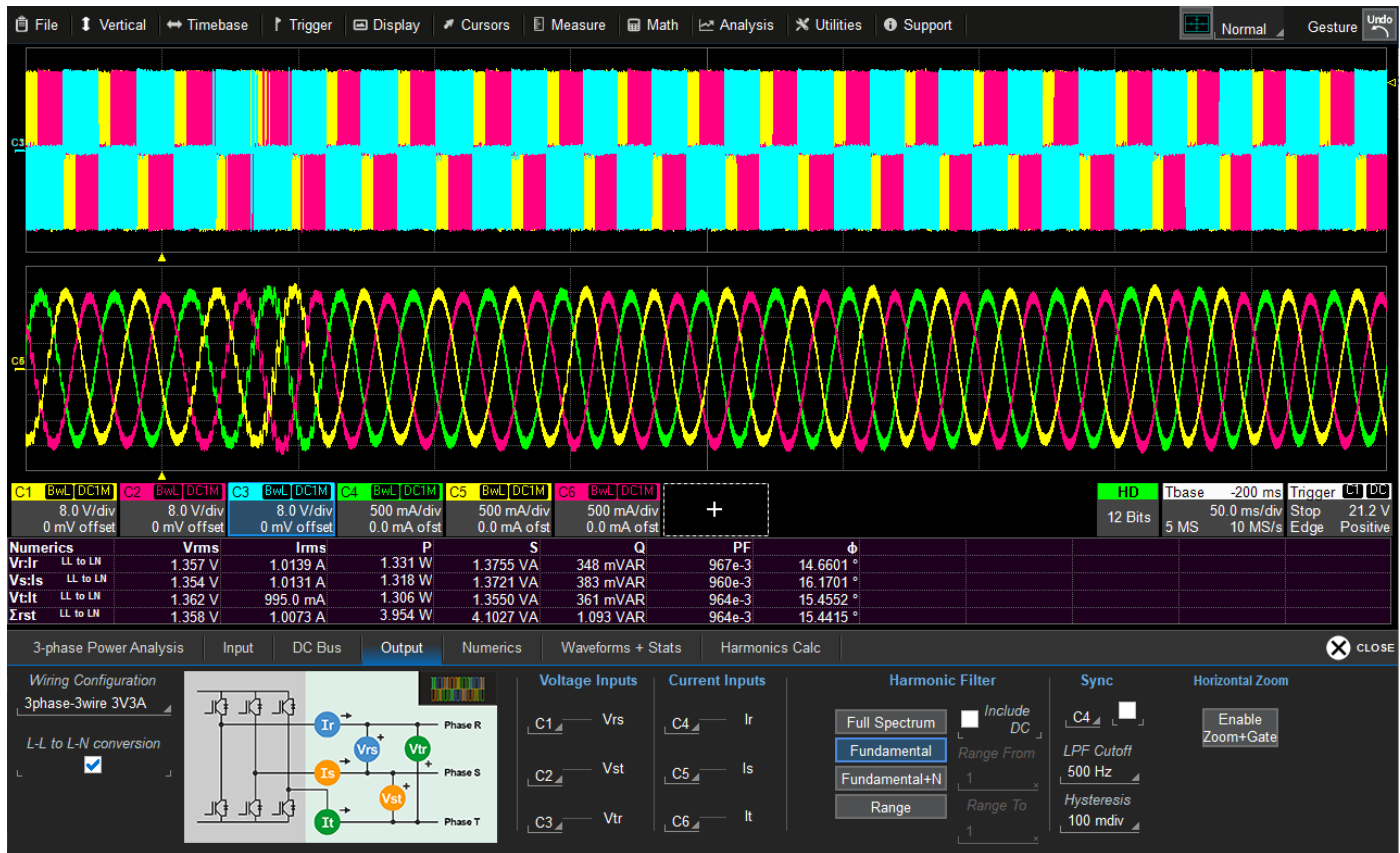 File Vertical Timebase Trigger Display Cursors Measure Math Analysis Utilities Support Normal Gesture Undo
C3
C6
C1 BwL DC1M C2 BwL DC1M C3 BwL DC1M C4 BwL DC1M C5 BwL DC1M C6 BwL DC1M HD Tbase -200 ms Trigger C1 DC
8.0 V/div 8.0 V/div 8.0 V/div 500 mA/div 500 mA/div 500 mA/div + 12 Bits 50.0 ms/div Stop 21.2 V
0 mV offset 0 mV offset 0 mV offset 0.0 mA ofst 0.0 mA ofst 0.0 mA ofst 5 MS 10 MS/s Edge Positive
Numerics Vrms Irms P S Q PF ϕ
Vr:Ir LL to LN 1.357 V 1.0139 A 1.331 W 1.3755 VA 348 mVAR 967e-3 14.6601 °
Vs:Is LL to LN 1.354 V 1.0131 A 1.318 W 1.3721 VA 383 mVAR 960e-3 16.1701 °
Vt:It LL to LN 1.362 V 995.0 mA 1.306 W 1.3550 VA 361 mVAR 964e-3 15.4552 °
Σrst LL to LN 1.358 V 1.0073 A 3.954 W 4.1027 VA 1.093 VAR 964e-3 15.4415 °
3-phase Power Analysis Input DC Bus Output Numerics Waveforms + Stats Harmonics Calc CLOSE
Wiring Configuration
3phase-3wire 3V3A
L-L to L-N conversion
Ir
Vrs
Vtr
Is
Vst
It
Phase R
Phase S
Phase T
Voltage Inputs
C1 Vrs
C2 Vst
C3 Vtr
Current Inputs
C4 Ir
C5 Is
C6 It
Harmonic Filter
Full Spectrum
Fundamental
Fundamental+N
Range
Include
DC
Range From
1
Range To
1
Sync
C4
LPF Cutoff
500 Hz
Hysteresis
100 mdiv
Horizontal Zoom
Enable
Zoom+Gate